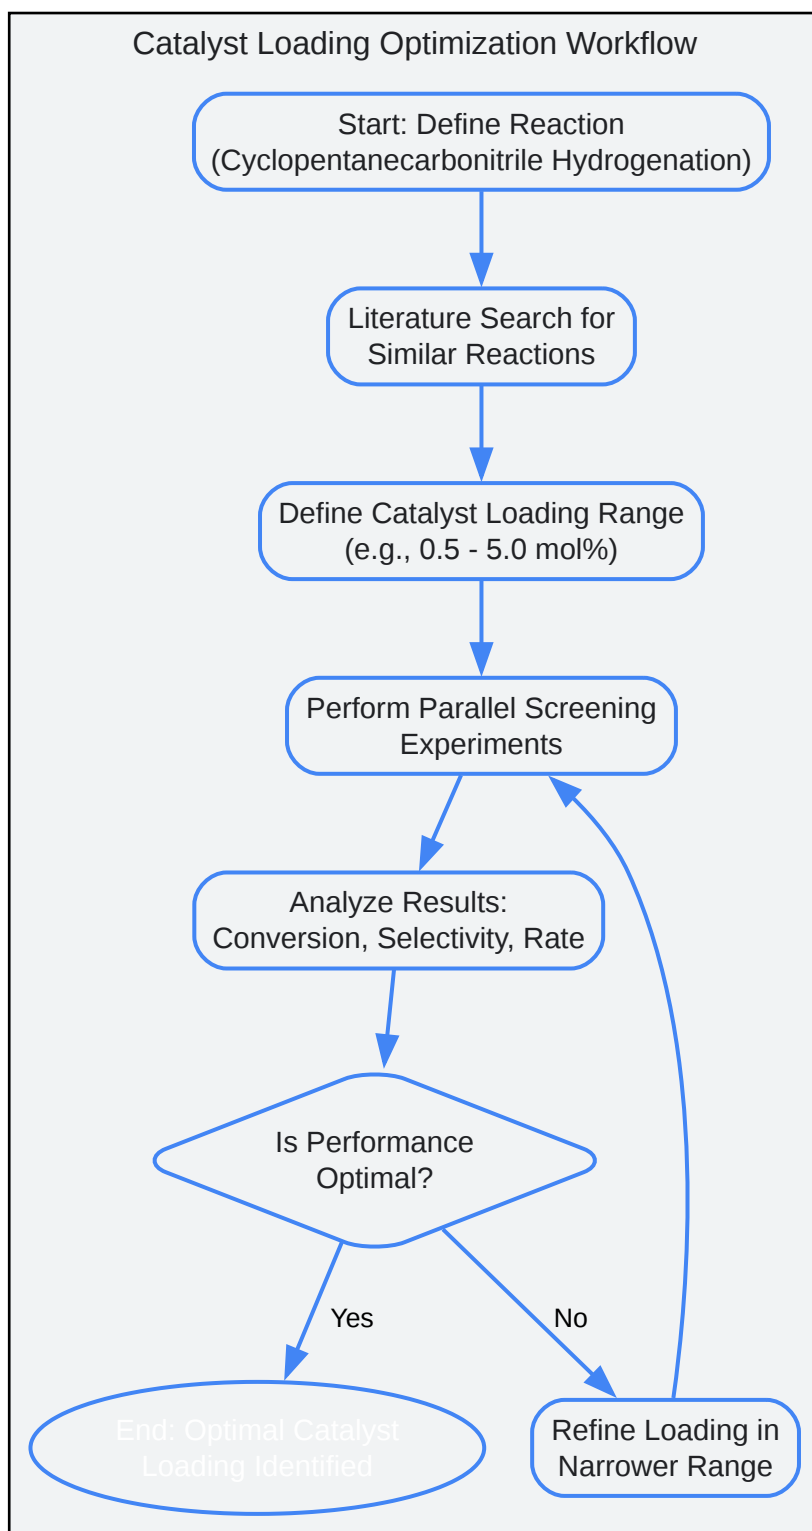 Catalyst Loading Optimization Workflow
Start: Define Reaction
(Cyclopentanecarbonitrile Hydrogenation)
Literature Search for
Similar Reactions
Define Catalyst Loading Range
(e.g., 0.5 - 5.0 mol%)
Perform Parallel Screening
Experiments
Analyze Results:
Conversion, Selectivity, Rate
Is Performance
Optimal?
Yes
No
End: Optimal Catalyst
Loading Identified
Refine Loading in
Narrower Range